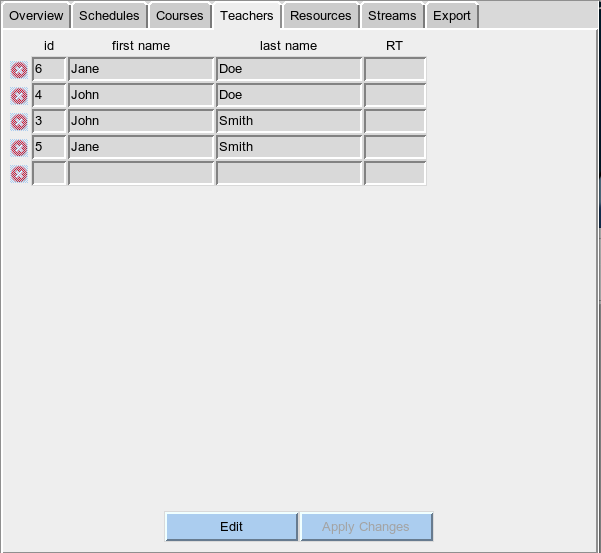 Overview Schedules Courses Teachers Resources Streams Export
id first name last name RT
6 Jane Doe
4 John Doe
3 John Smith
5 Jane Smith
Edit Apply Changes